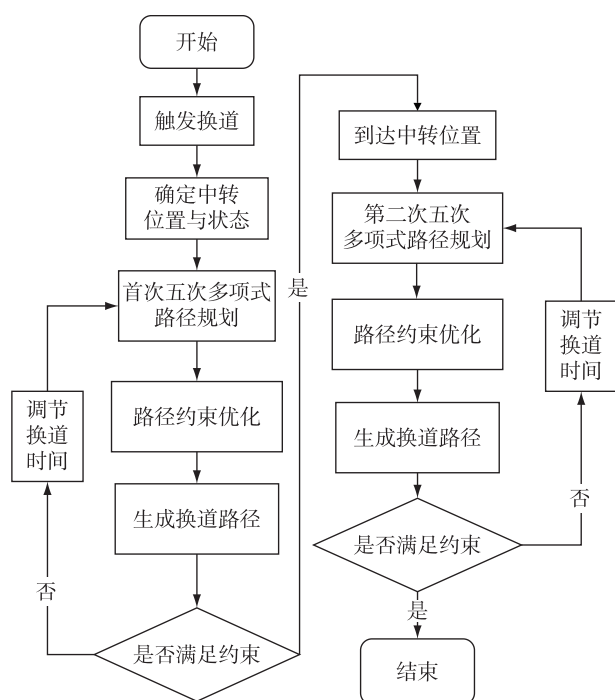 开始
触发换道
确定中转
位置与状态
首次五次多项式
路径规划
路径约束优化
生成换道路径
是否满足约束
否
调节
换道
时间
是
到达中转位置
第二次五次
多项式路径规划
路径约束优化
生成换道路径
是否满足约束
否
调节
换道
时间
是
结束